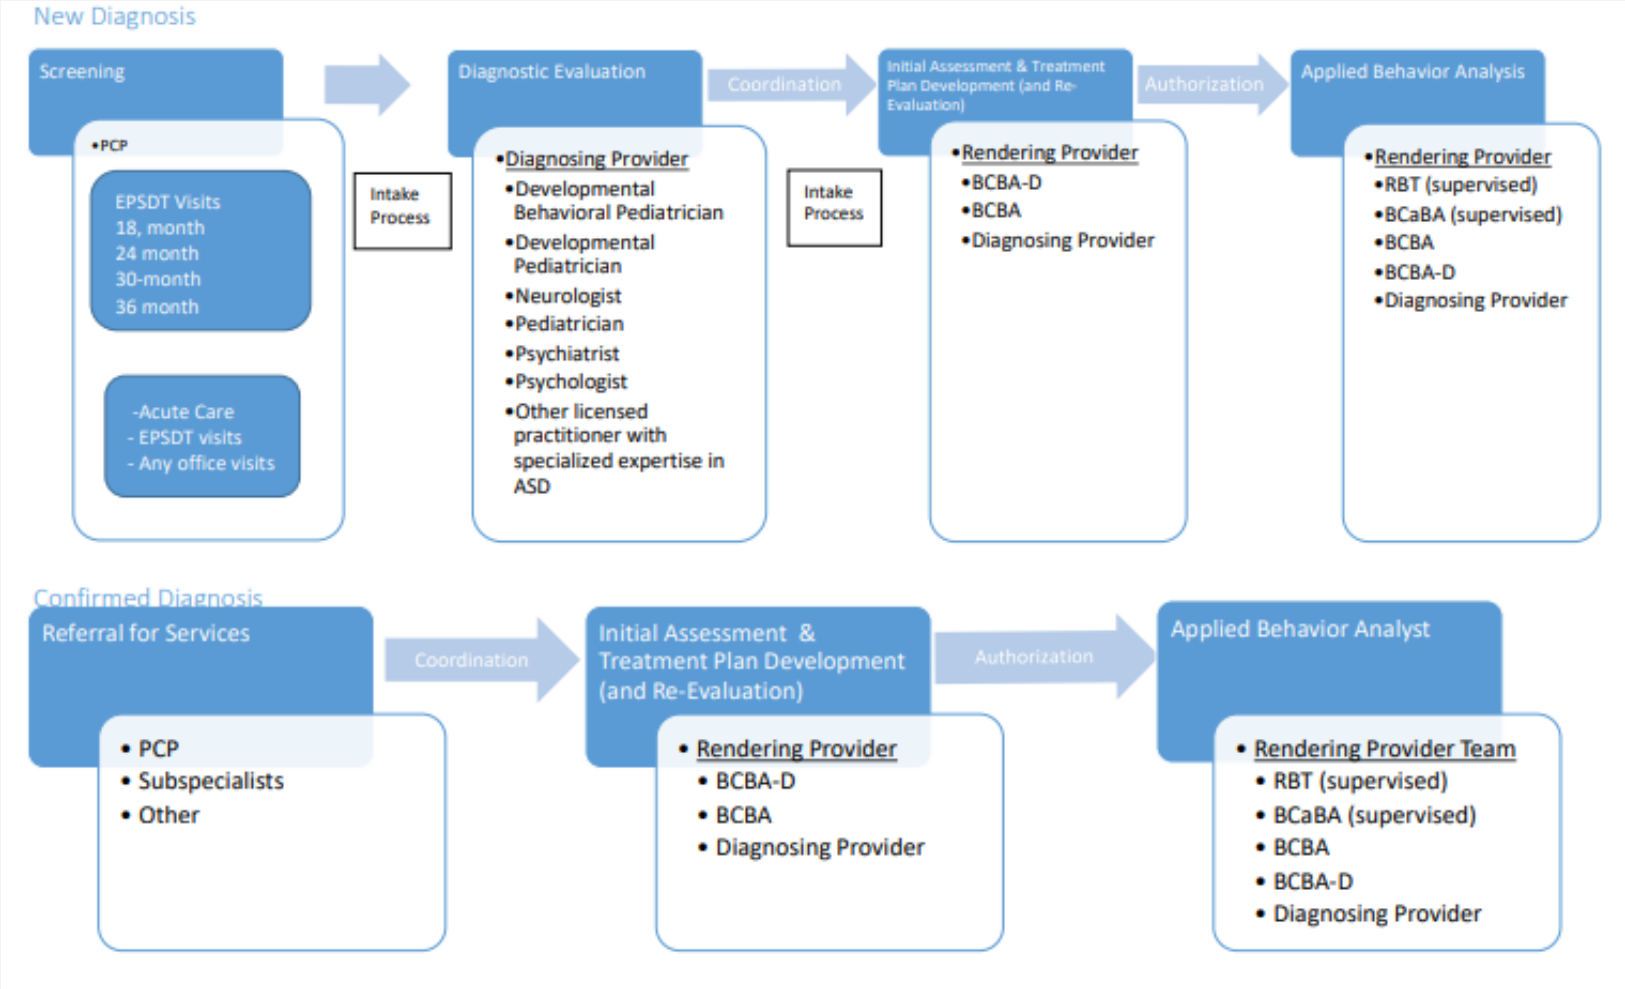 New Diagnosis
Screening
•PCP
EPSDT Visits
18, month
24 month
30-month
36 month
-Acute Care
- EPSDT visits
- Any office visits
Intake
Process
Diagnostic Evaluation
•Diagnosing Provider
•Developmental
Behavioral Pediatrician
•Developmental
Pediatrician
•Neurologist
•Pediatrician
•Psychiatrist
•Psychologist
•Other licensed
practitioner with
specialized expertise in
ASD
Coordination
Intake
Process
Initial Assessment & Treatment
Plan Development (and Re-
Evaluation)
•Rendering Provider
•BCBA-D
•BCBA
•Diagnosing Provider
Authorization
Applied Behavior Analysis
•Rendering Provider
•RBT (supervised)
•BCaBA (supervised)
•BCBA
•BCBA-D
•Diagnosing Provider
Confirmed Diagnosis
Referral for Services
• PCP
• Subspecialists
• Other
Coordination
Initial Assessment &
Treatment Plan Development
(and Re-Evaluation)
• Rendering Provider
• BCBA-D
• BCBA
• Diagnosing Provider
Authorization
Applied Behavior Analyst
• Rendering Provider Team
• RBT (supervised)
• BCaBA (supervised)
• BCBA
• BCBA-D
• Diagnosing Provider